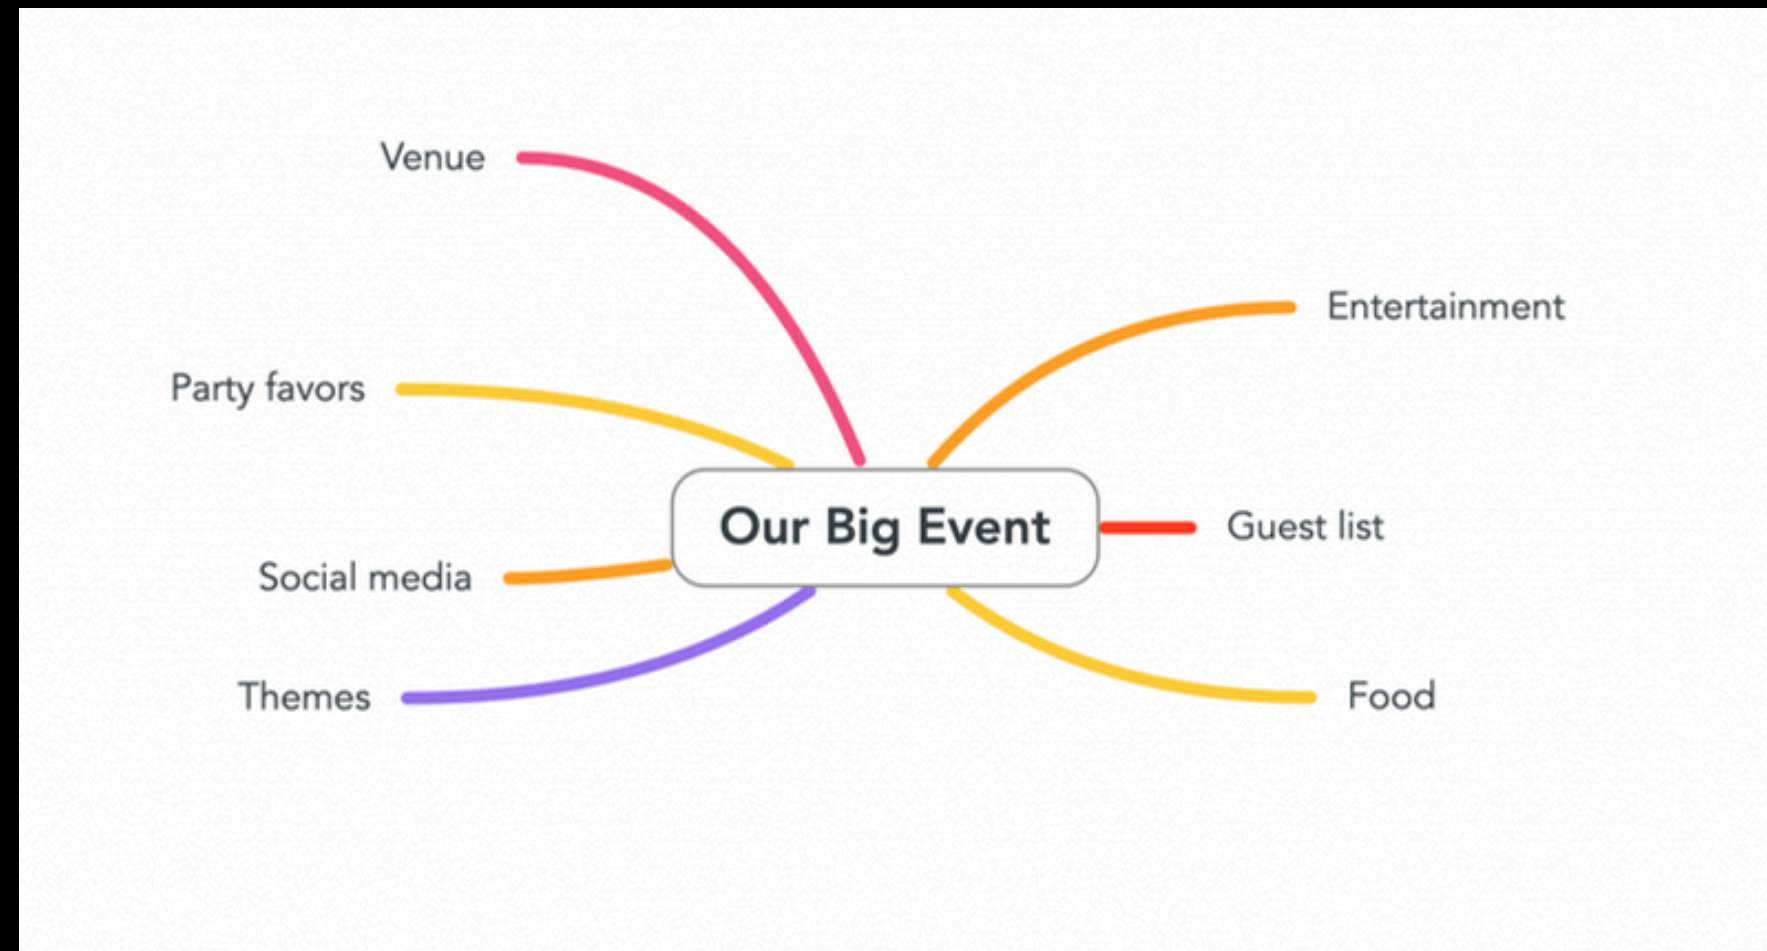 Venue
Entertainment
Party favors
Our Big Event
Guest list
Social media
Themes
Food